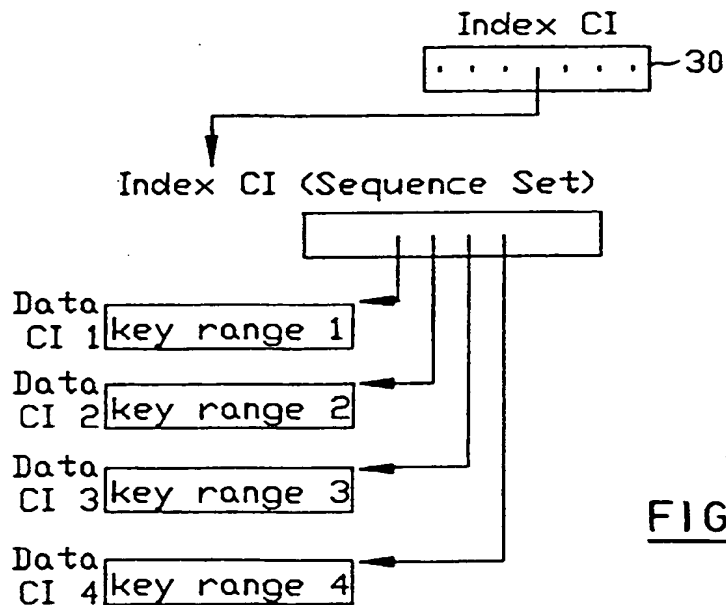 Index CI
30
Index CI (Sequence Set)
Data
CI 1
key range 1
Data
CI 2
key range 2
Data
CI 3
key range 3
Data
CI 4
key range 4
FIG